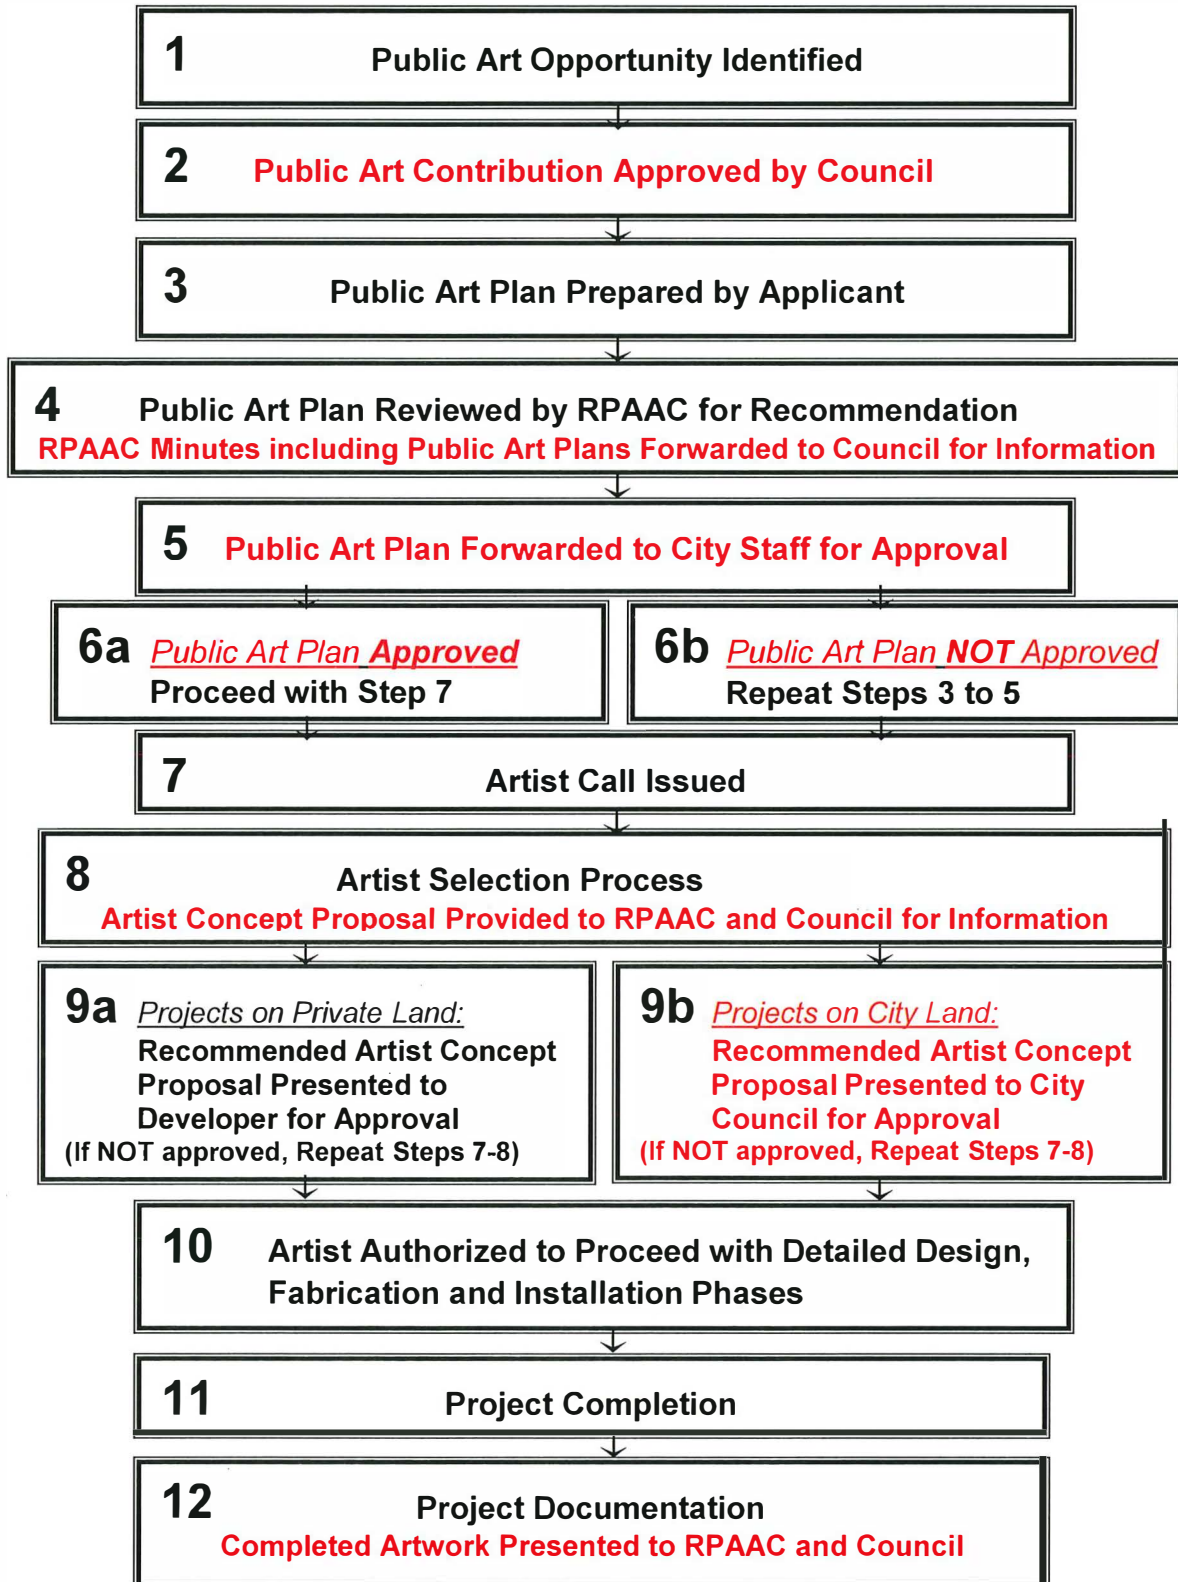 1 Public Art Opportunity Identified
2 Public Art Contribution Approved by Council
3 Public Art Plan Prepared by Applicant
4 Public Art Plan Reviewed by RPAAC for Recommendation
RPAAC Minutes including Public Art Plans Forwarded to Council for Information
5 Public Art Plan Forwarded to City Staff for Approval
6a Public Art Plan Approved
Proceed with Step 7
6b Public Art Plan NOT Approved
Repeat Steps 3 to 5
7 Artist Call Issued
8 Artist Selection Process
Artist Concept Proposal Provided to RPAAC and Council for Information
9a Projects on Private Land:
Recommended Artist Concept
Proposal Presented to
Developer for Approval
(If NOT approved, Repeat Steps 7-8)
9b Projects on City Land:
Recommended Artist Concept
Proposal Presented to City
Council for Approval
(If NOT approved, Repeat Steps 7-8)
10 Artist Authorized to Proceed with Detailed Design,
Fabrication and Installation Phases
11 Project Completion
12 Project Documentation
Completed Artwork Presented to RPAAC and Council